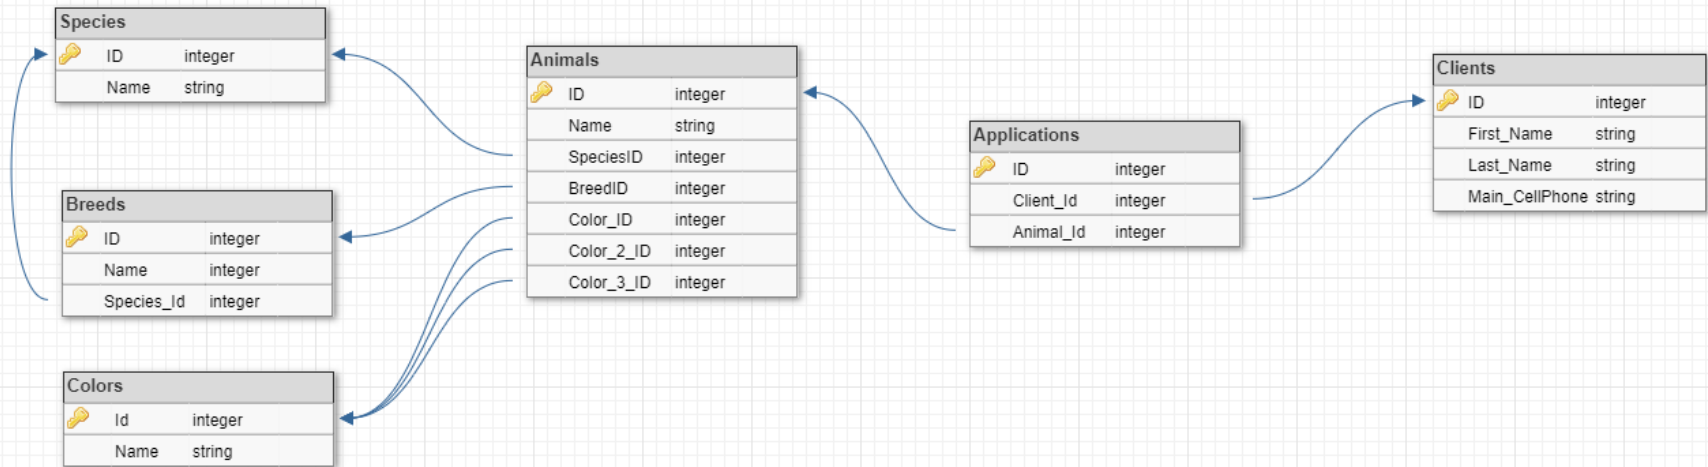 Species
ID integer
Name string
Breeds
ID integer
Name integer
Species_Id integer
Colors
Id integer
Name string
Animals
ID integer
Name string
SpeciesID integer
BreedID integer
Color_ID integer
Color_2_ID integer
Color_3_ID integer
Applications
ID integer
Client_Id integer
Animal_Id integer
Clients
ID integer
First_Name string
Last_Name string
Main_CellPhone string